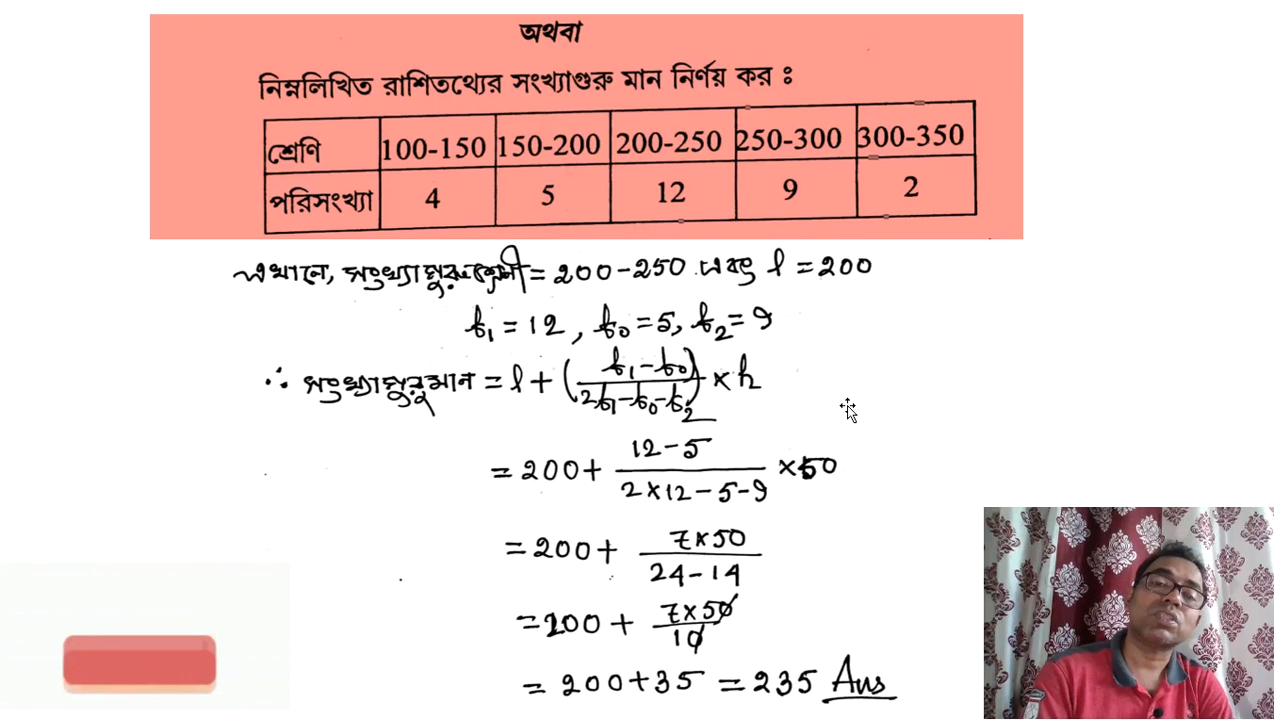 অথবা
নিম্নলিখিত রাশিতথ্যের সংখ্যাগুরু মান নির্ণয় কর ঃ
শ্রেণি 100-150 150-200 200-250 250-300 300-350
পরিসংখ্যা 4 5 12 9 2
এখানে, সংখ্যাগুরু শ্রেণী = 200-250 এবং l = 200
f₁ = 12, f₀ = 5, f₂ = 9
∴ সংখ্যাগুরুমান = l + (f₁-f₀ / 2f₁-f₀-f₂) × h
= 200 + 12-5 / 2×12-5-9 × 50
= 200 + 7×50 / 24-14
= 200 + 7×50 / 10
= 200+35 = 235 Ans